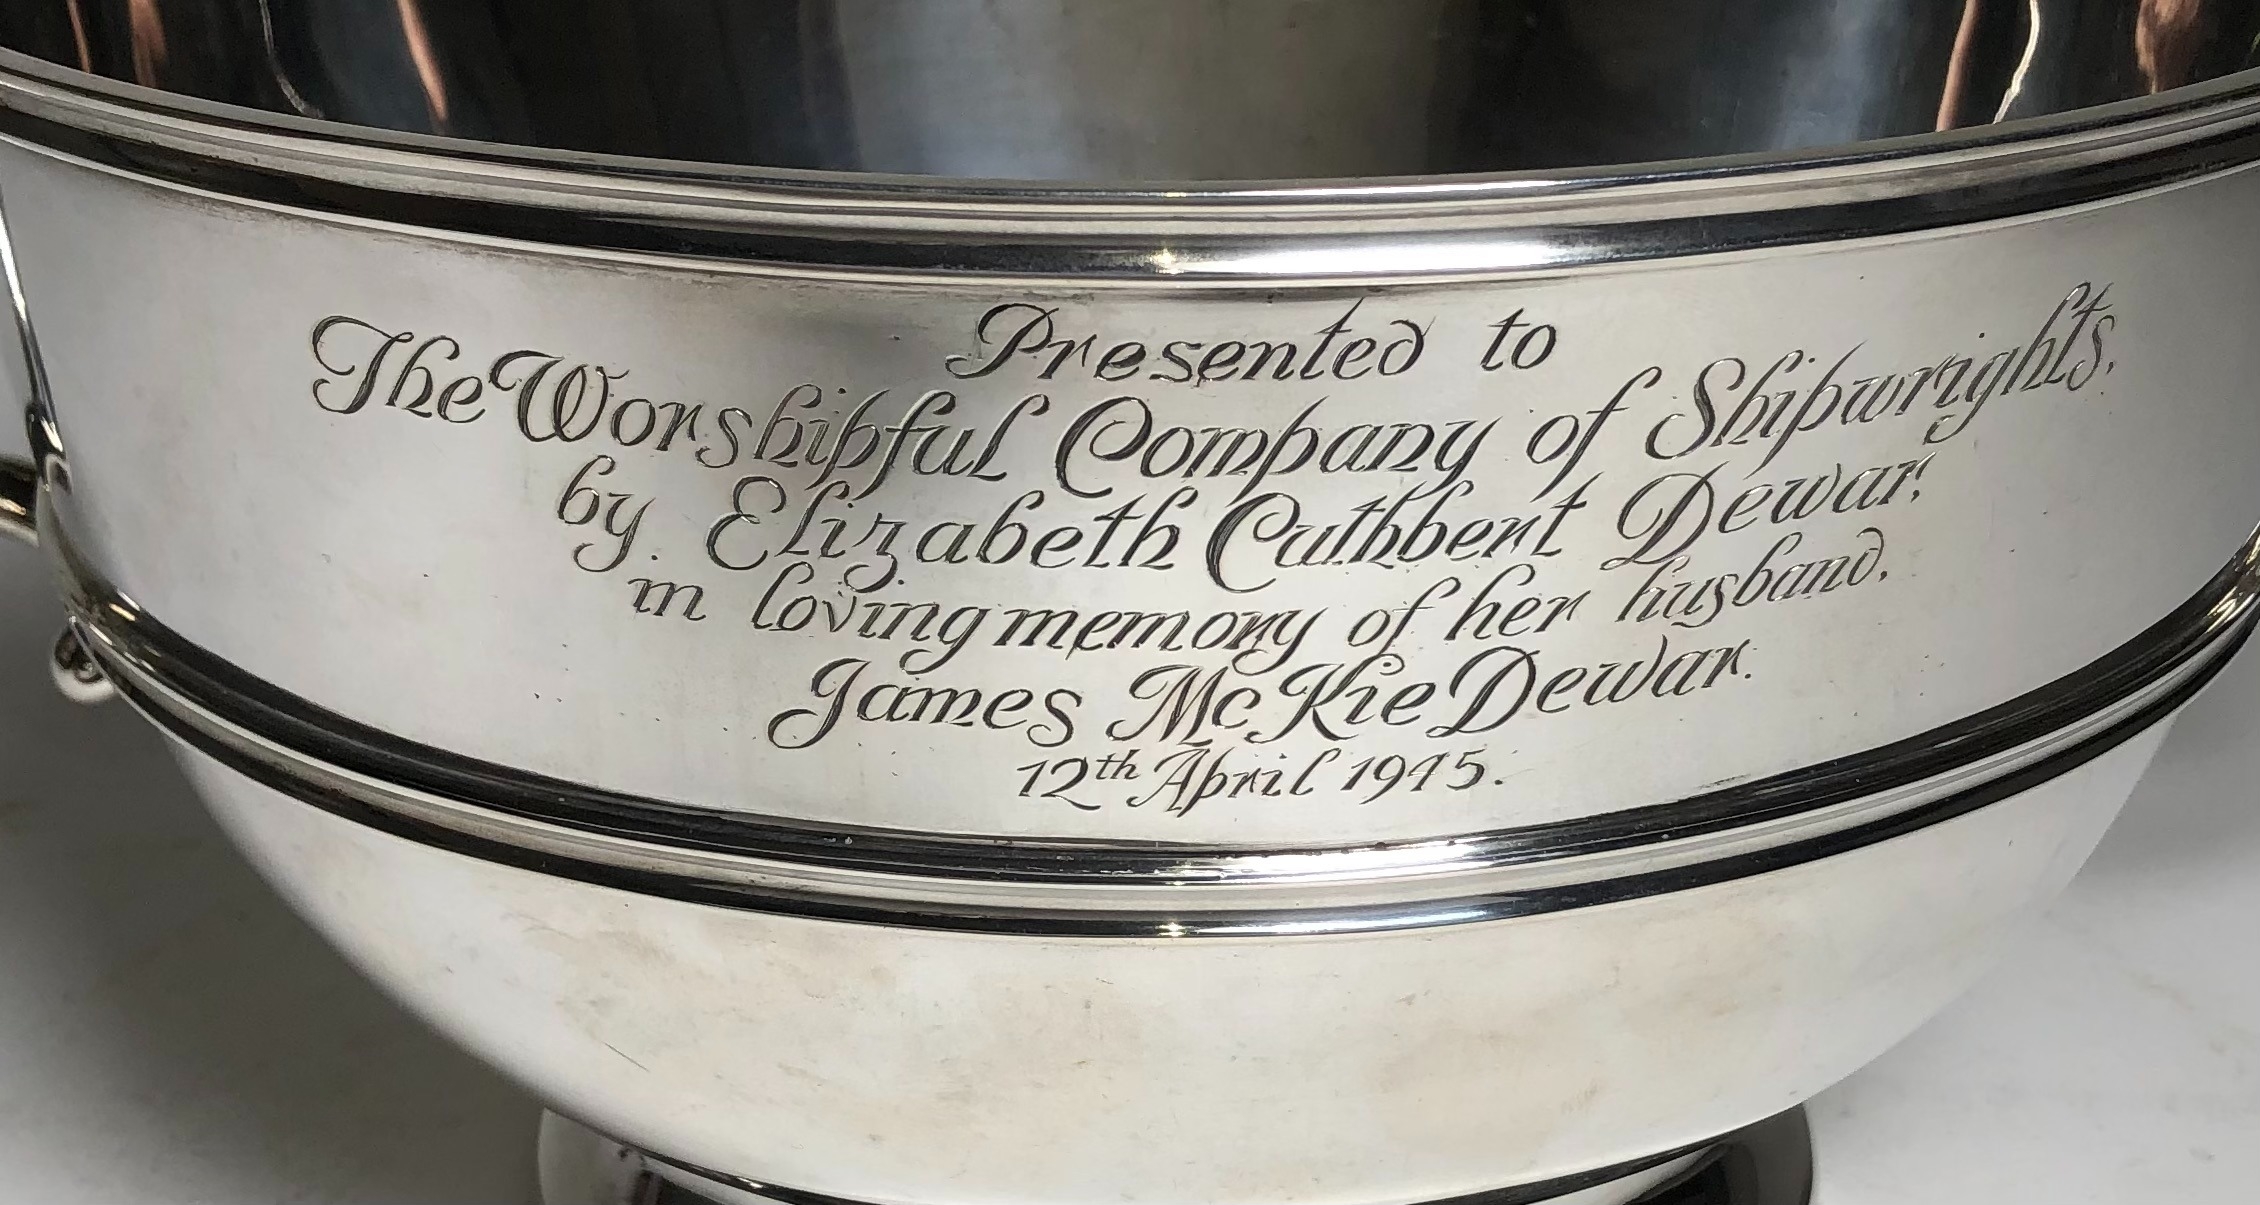 Presented to
The Worshipful Company of Shipwrights,
by Elizabeth Cuthbert Dewar,
in loving memory of her husband,
James McKie Dewar.
12th April 1945.